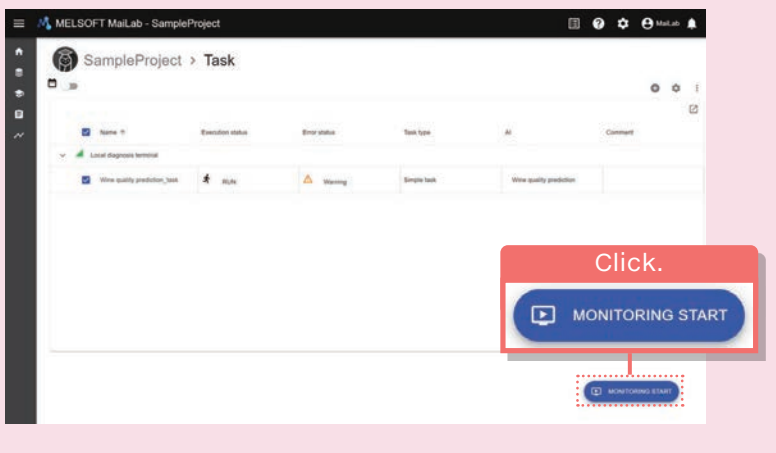 MELSOFT MaiLab - SampleProject
MaiLab
SampleProject > Task
Name ↑ Execution status Error status Task type AI Comment
Local diagnosis terminal
Wine quality prediction_task RUN Warning Simple task Wine quality prediction
Click.
MONITORING START
MONITORING START